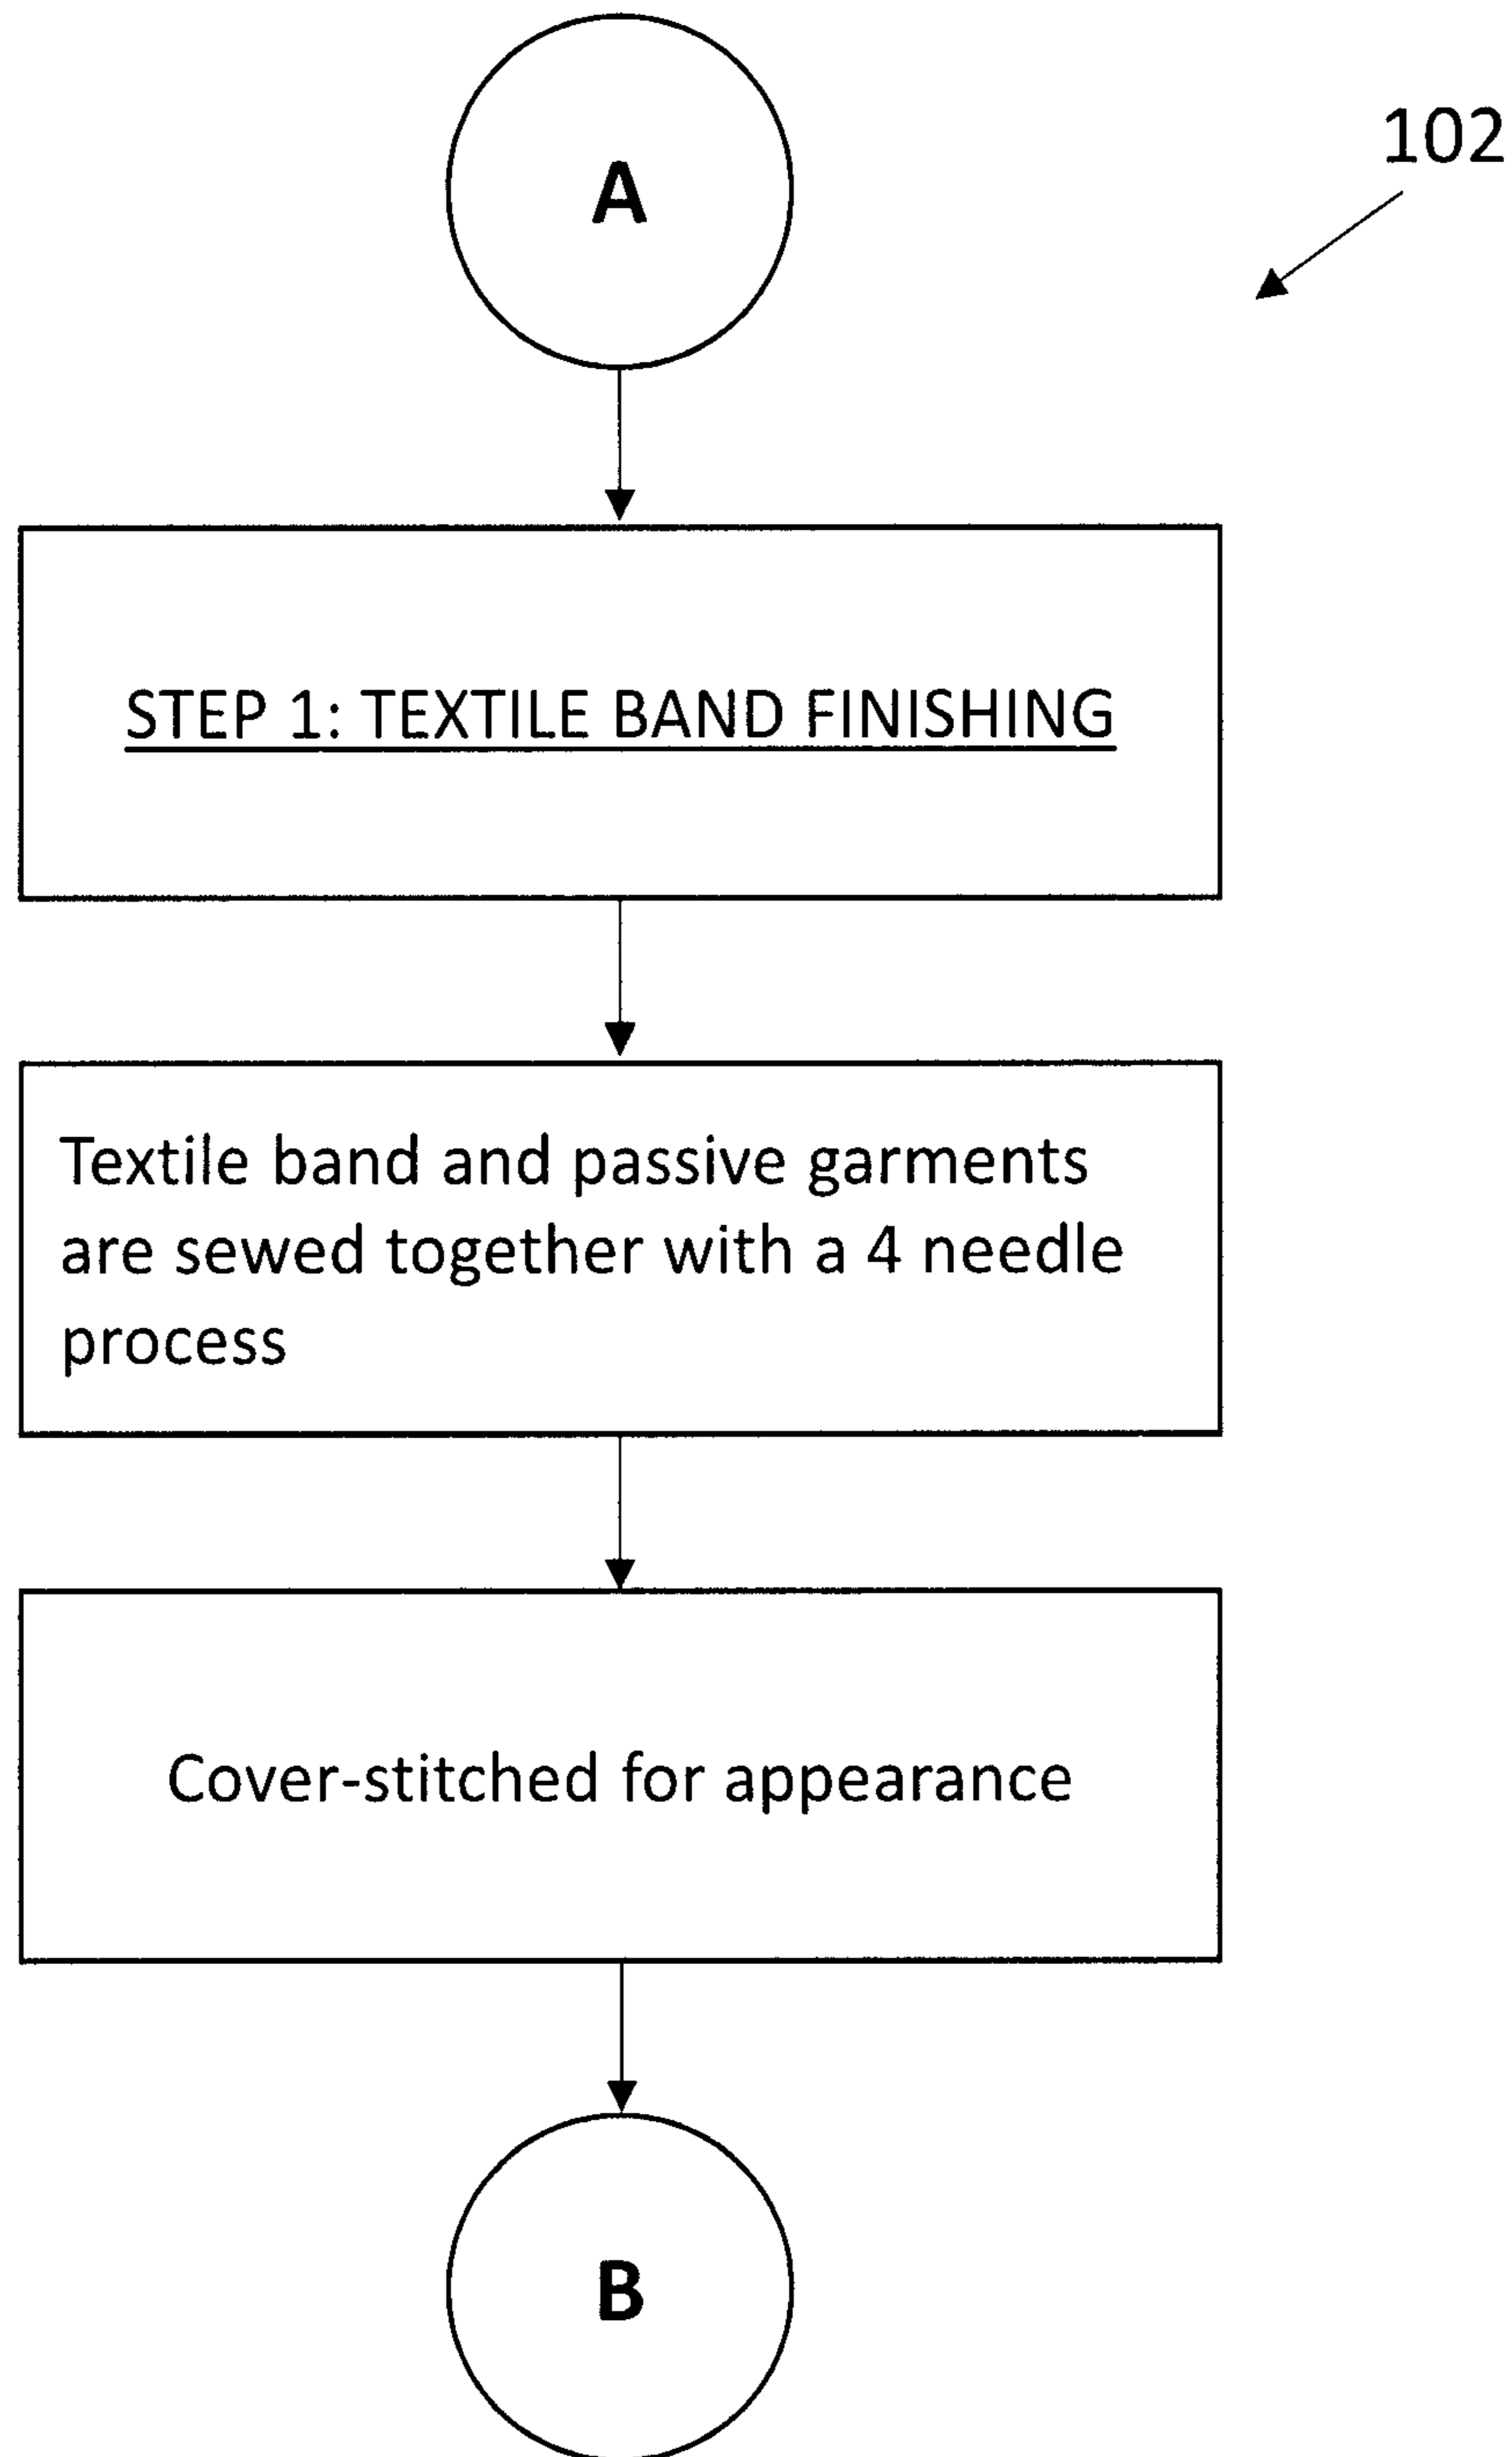 A
102
STEP 1: TEXTILE BAND FINISHING
Textile band and passive garments
are sewed together with a 4 needle
process
Cover-stitched for appearance
B